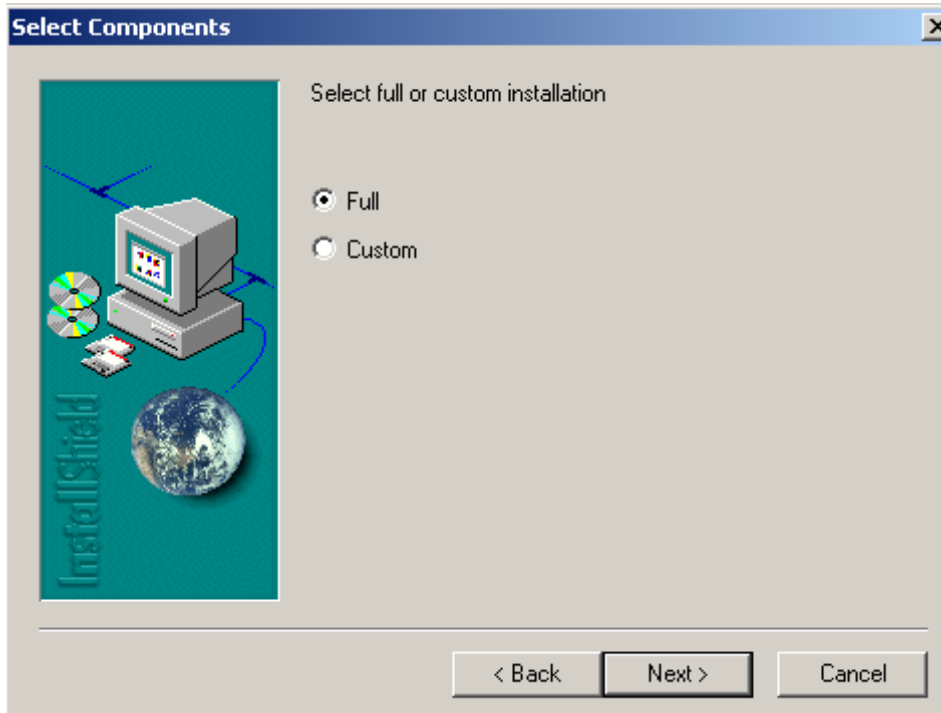 Select Components
Select full or custom installation
Full
Custom
InstallShield
< Back
Next >
Cancel